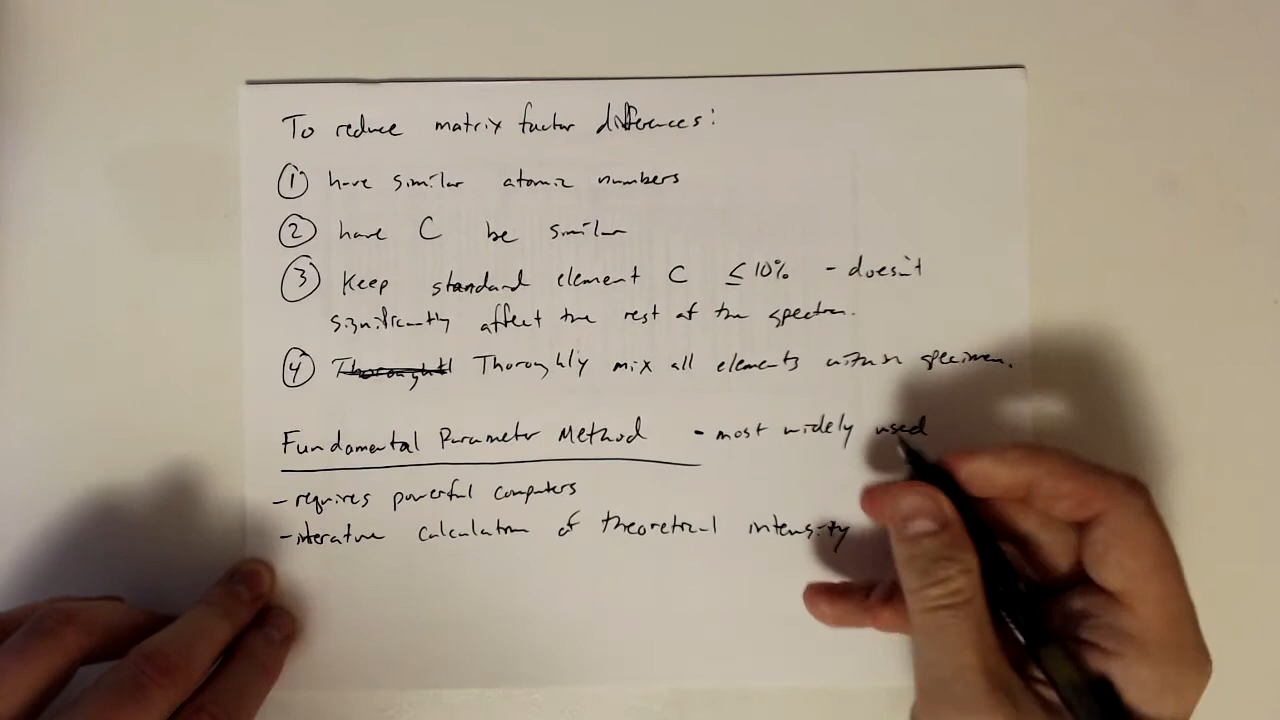 To reduce matrix factor differences:
① have similar atomic numbers
② have C be similar
③ Keep standard element C ≤ 10% - doesn't
significantly affect the rest of the spectra.
④ Thoroughly mix all elements within specimen.
Fundamental Parameter Method - most widely used
- requires powerful computers
- iterative calculation of theoretical intensity